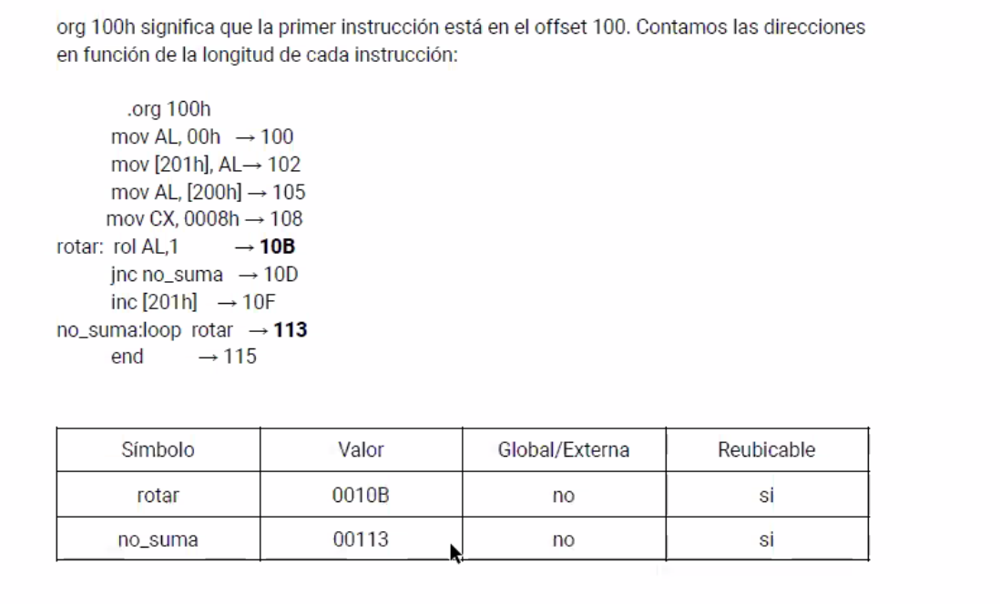 org 100h significa que la primer instrucción está en el offset 100. Contamos las direcciones
en función de la longitud de cada instrucción:
.org 100h
mov AL, 00h → 100
mov [201h], AL→ 102
mov AL, [200h] → 105
mov CX, 0008h → 108
rotar: rol AL,1 → 10B
jnc no_suma → 10D
inc [201h] → 10F
no_suma:loop rotar → 113
end → 115
Símbolo Valor Global/Externa Reubicable
rotar 0010B no si
no_suma 00113 no si